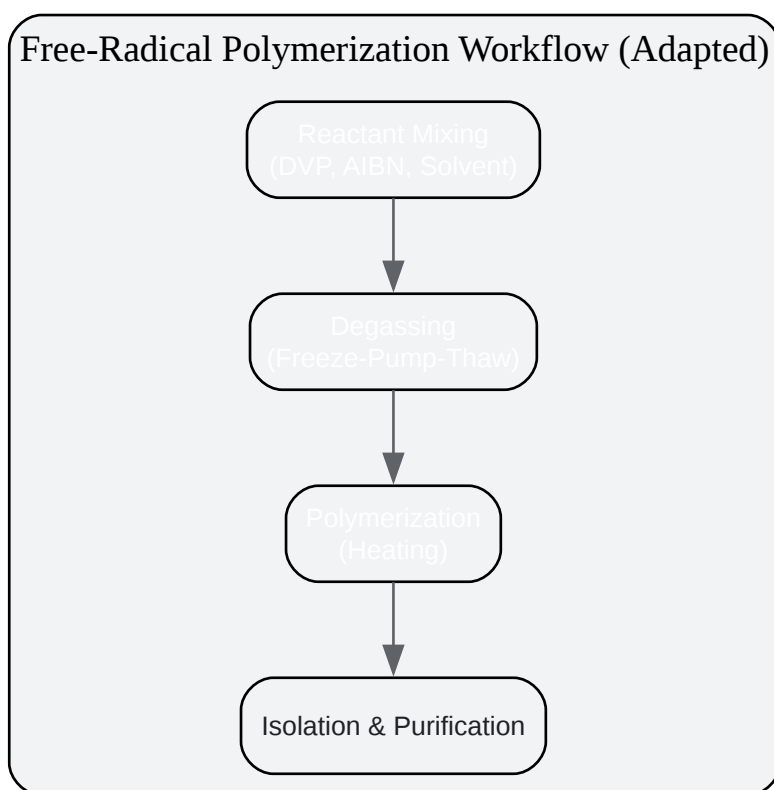 Free-Radical Polymerization Workflow (Adapted)
Reactant Mixing
(DVP, AIBN, Solvent)
Degassing
(Freeze-Pump-Thaw)
Polymerization
(Heating)
Isolation & Purification